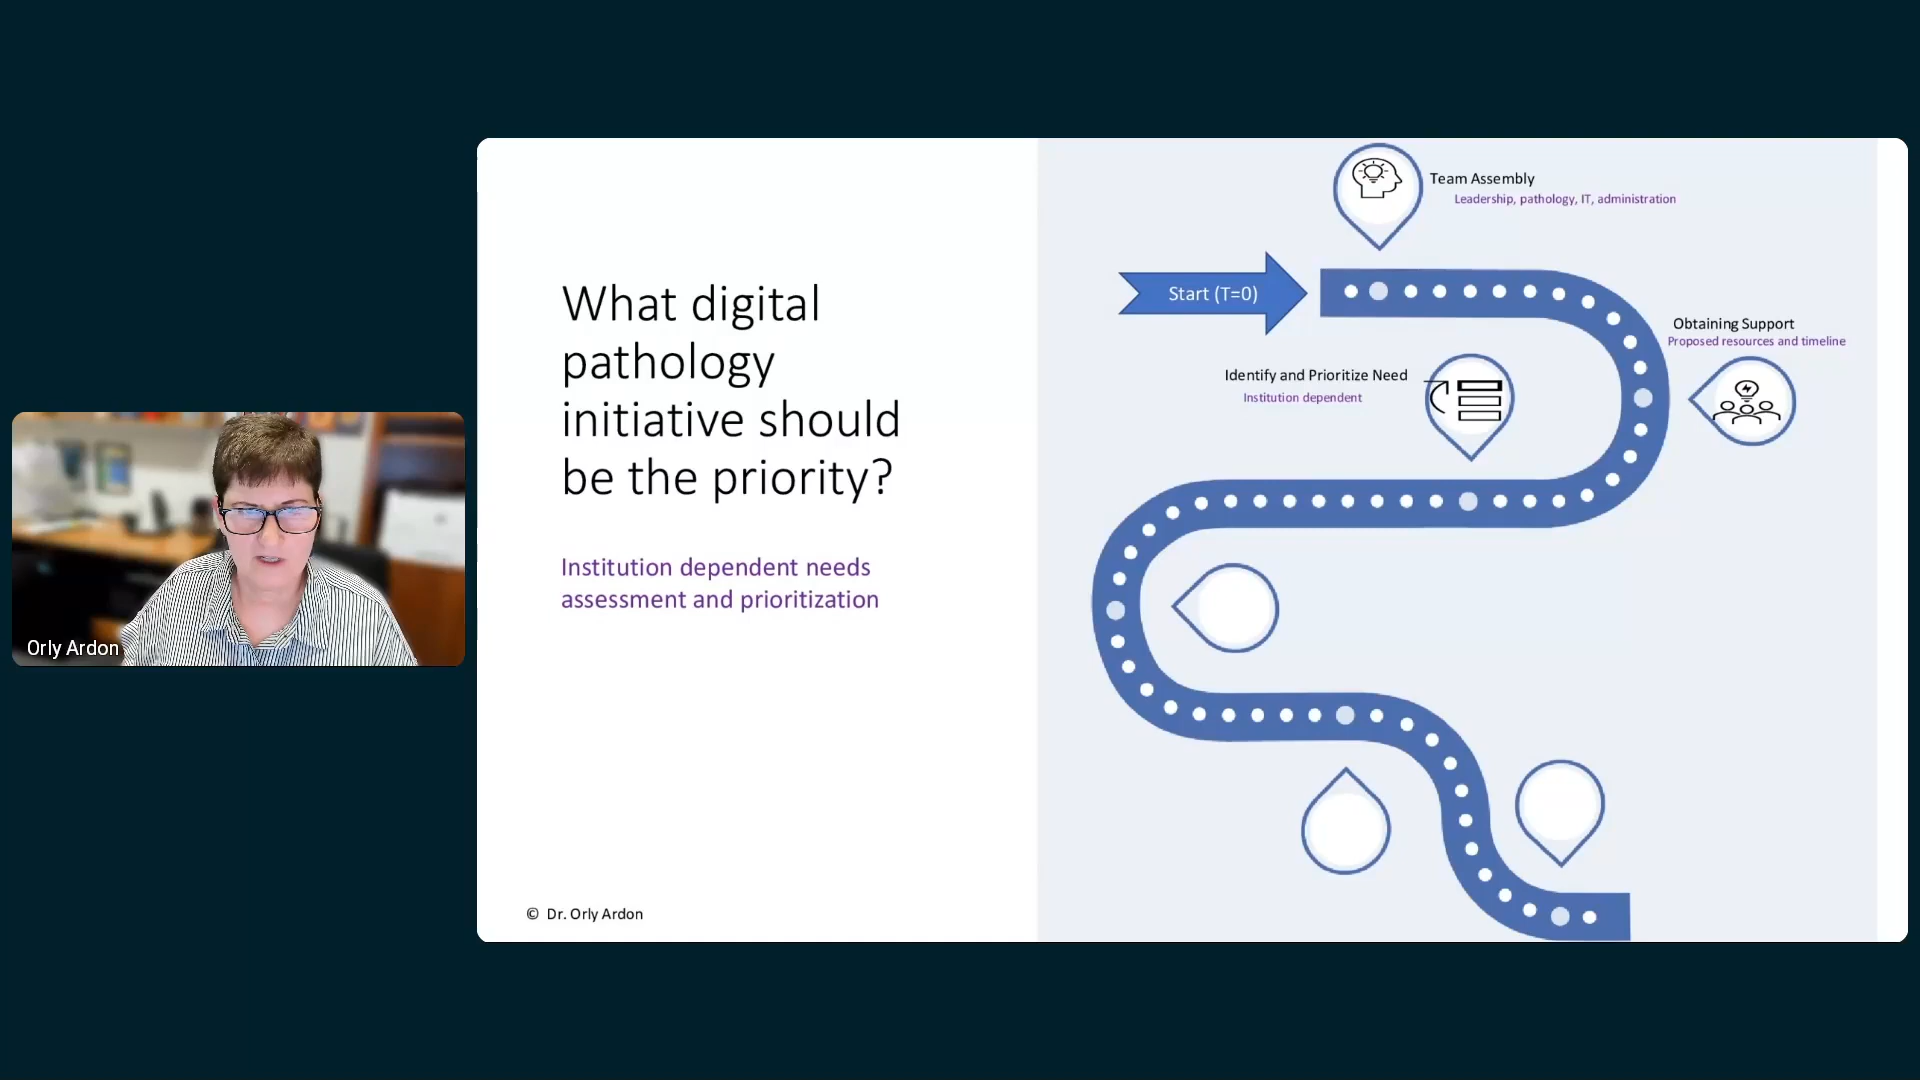 Orly Ardon
What digital
pathology
initiative should
be the priority?
Institution dependent needs
assessment and prioritization
© Dr. Orly Ardon
Team Assembly
Leadership, pathology, IT, administration
Start (T=0)
Obtaining Support
Proposed resources and timeline
Identify and Prioritize Need
Institution dependent